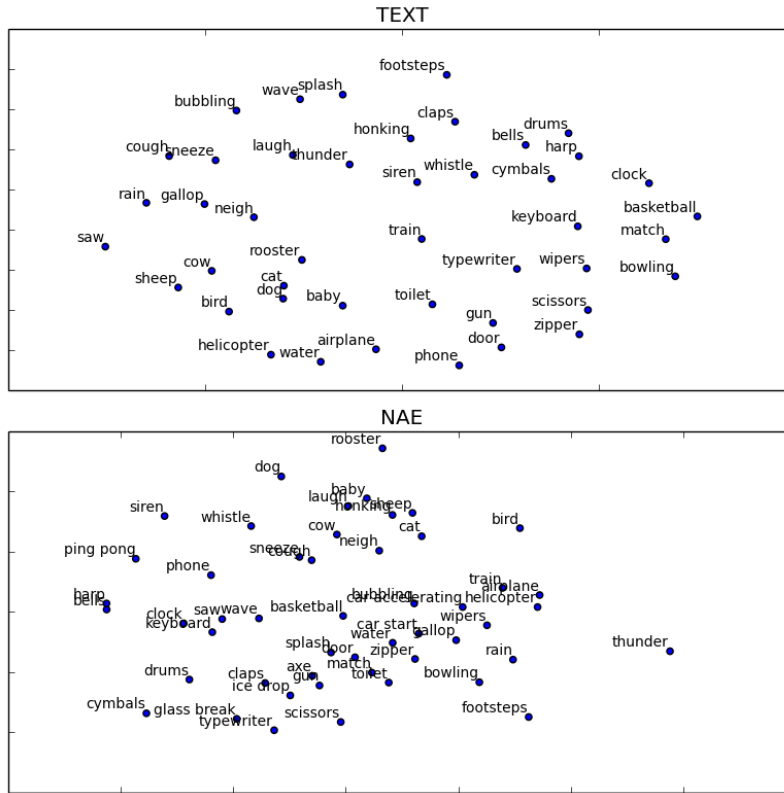 TEXT
footsteps
splash
wave
bubbling
claps
drums
honking
bells
cough
sneeze
laugh
thunder
harp
whistle
siren
cymbals
clock
rain
gallop
neigh
keyboard
basketball
saw
train
match
rooster
cow
typewriter
wipers
bowling
sheep
cat
dog
bird
baby
toilet
scissors
gun
zipper
helicopter
water
airplane
door
phone
NAE
rooster
dog
baby
laugh
honking
sheep
siren
whistle
cow
neigh
cat
bird
ping pong
phone
sneeze
cough
train
airplane
harp
bells
bubbling
car accelerating
helicopter
clock
saw
wave
basketball
keyboard
car start
wipers
water
gallop
splash
door
zipper
rain
thunder
drums
claps
axe
match
gun
toilet
bowling
ice drop
cymbals
glass break
typewriter
scissors
footsteps